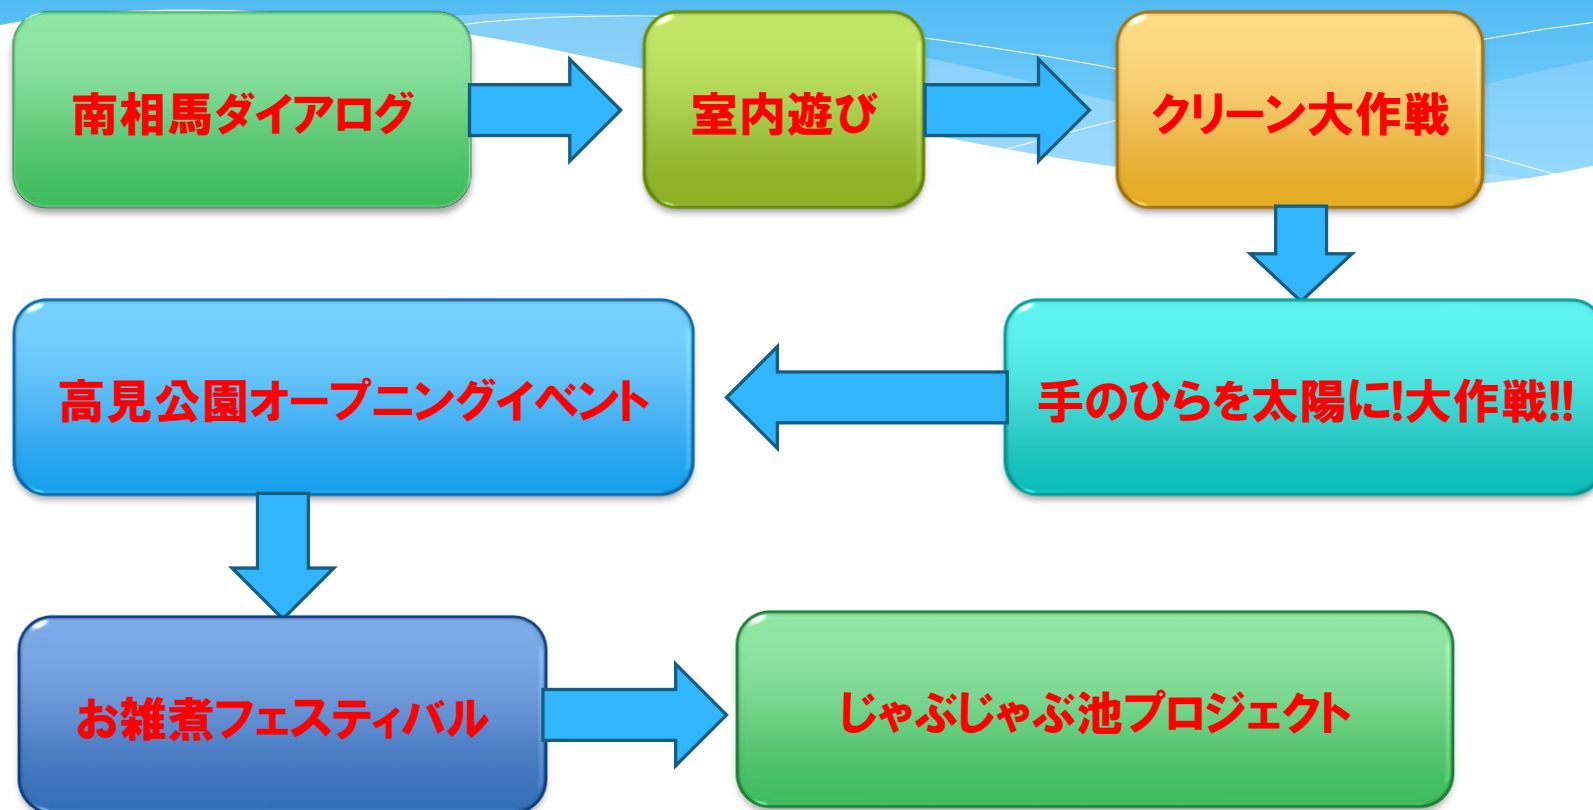 南相馬ダイアログ
室内遊び
クリーン大作戦
手のひらを太陽に!大作戦!!
高見公園オープニングイベント
お雑煮フェスティバル
じゃぶじゃぶ池プロジェクト